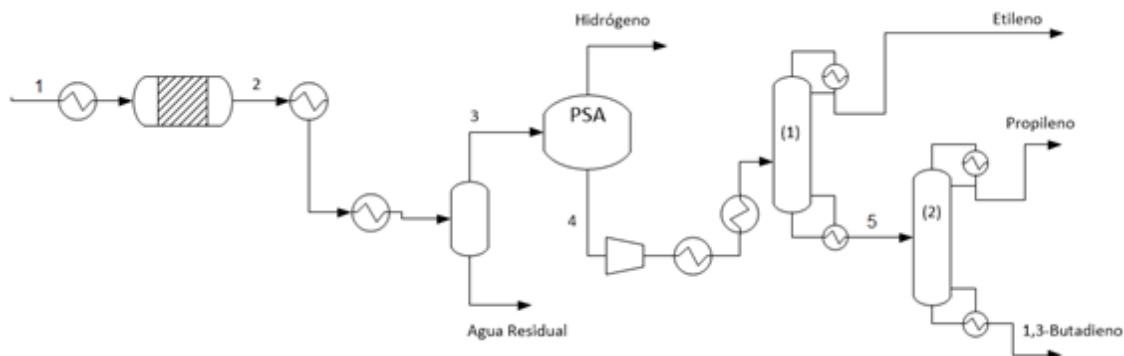 Hidrógeno
Etileno
1
2
3
PSA
(1)
Propileno
4
5
(2)
Agua Residual
1,3-Butadieno